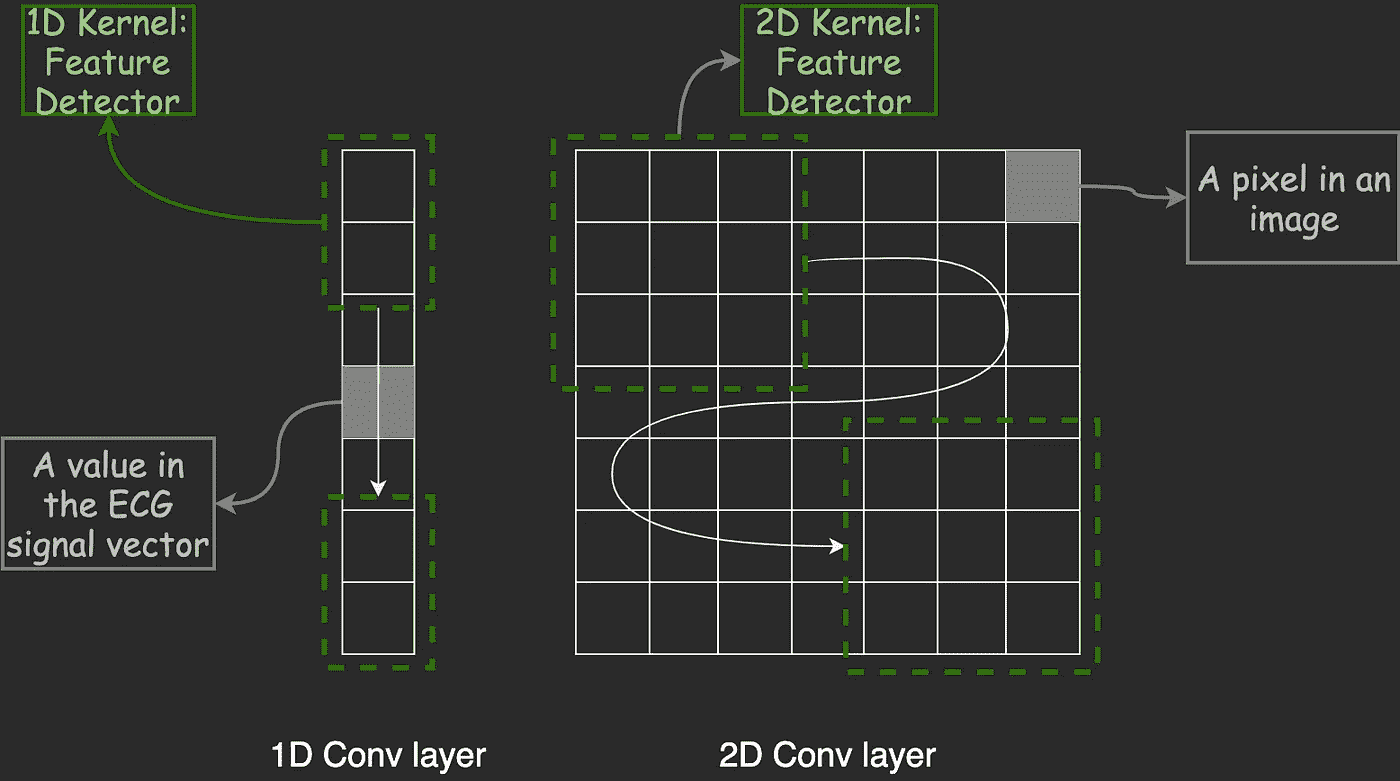 1D Kernel:
Feature
Detector
2D Kernel:
Feature
Detector
A pixel in an
image
A value in
the ECG
signal vector
1D Conv layer
2D Conv layer